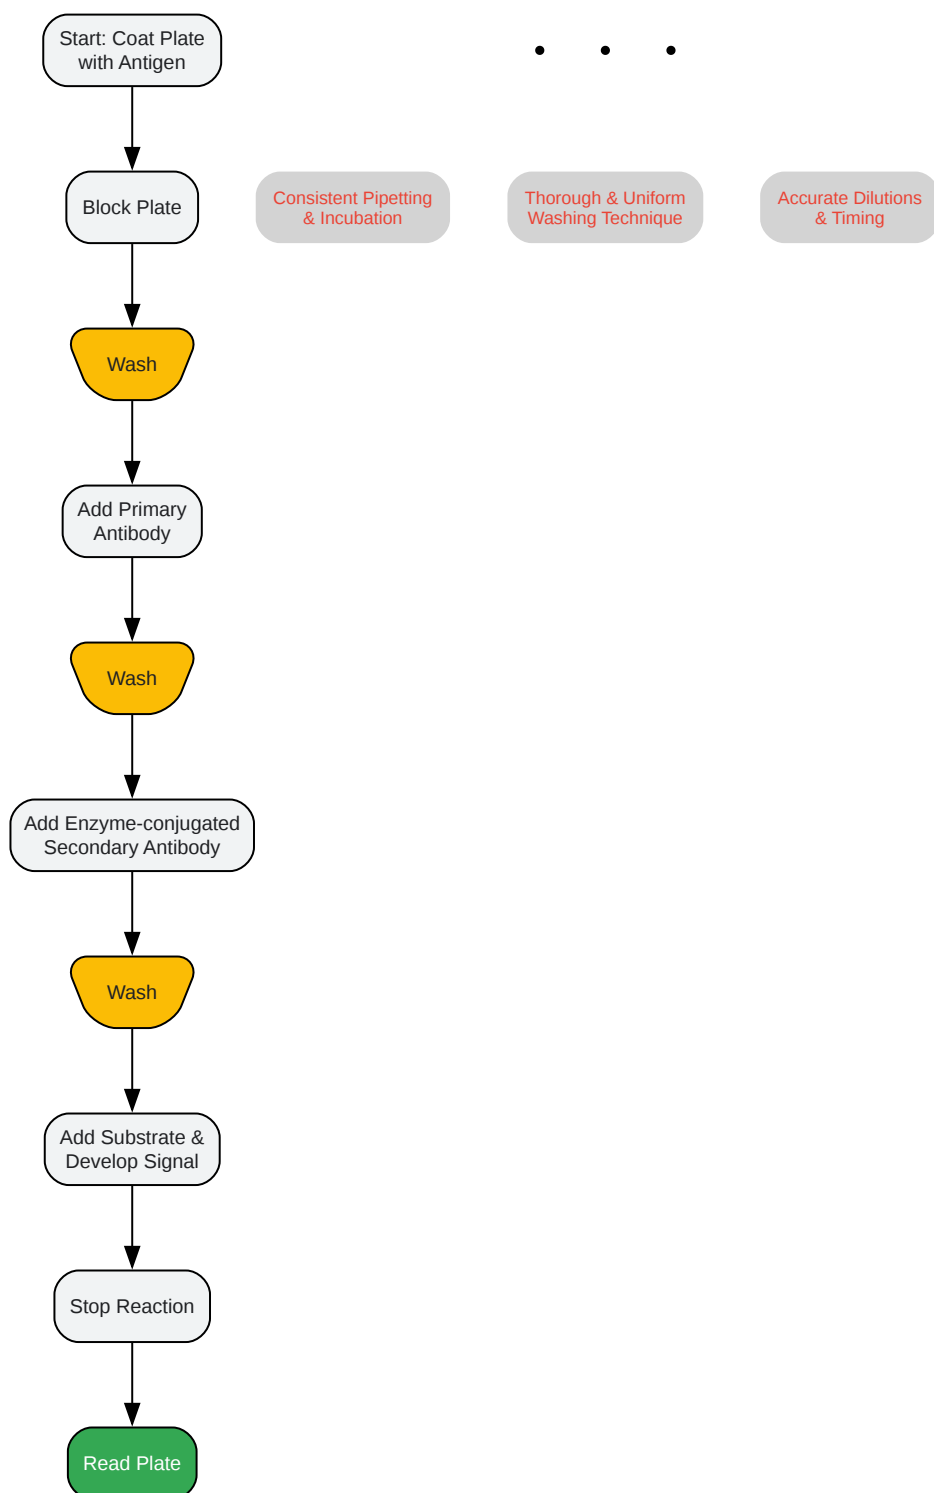 Start: Coat Plate
with Antigen
Block Plate
Consistent Pipetting
& Incubation
Thorough & Uniform
Washing Technique
Accurate Dilutions
& Timing
Wash
Add Primary
Antibody
Wash
Add Enzyme-conjugated
Secondary Antibody
Wash
Add Substrate &
Develop Signal
Stop Reaction
Read Plate